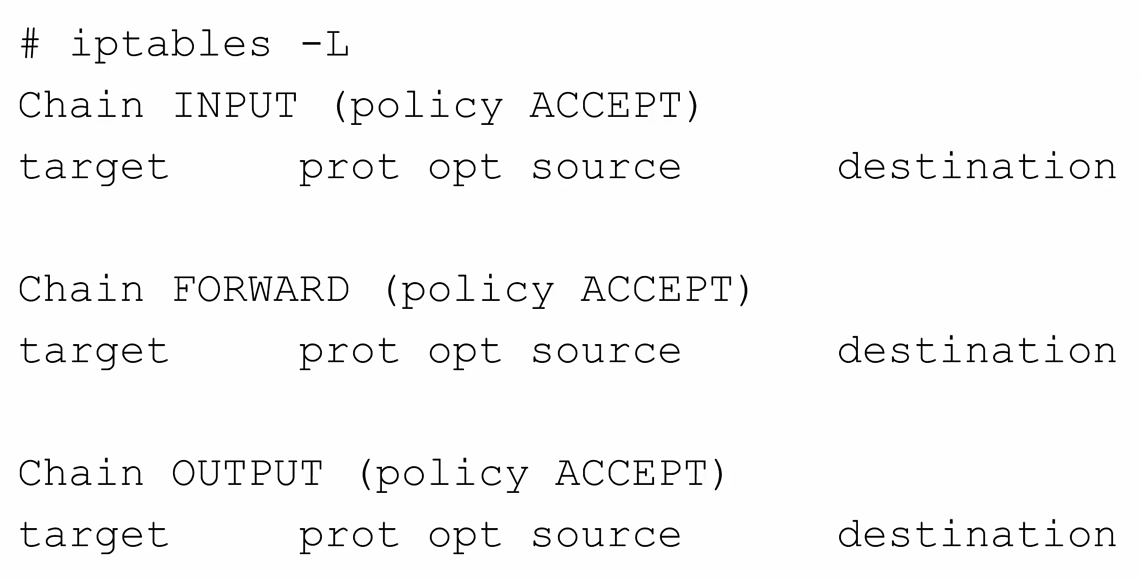 # iptables -L
Chain INPUT (policy ACCEPT)
target     prot opt source      destination
Chain FORWARD (policy ACCEPT)
target     prot opt source      destination
Chain OUTPUT (policy ACCEPT)
target     prot opt source      destination